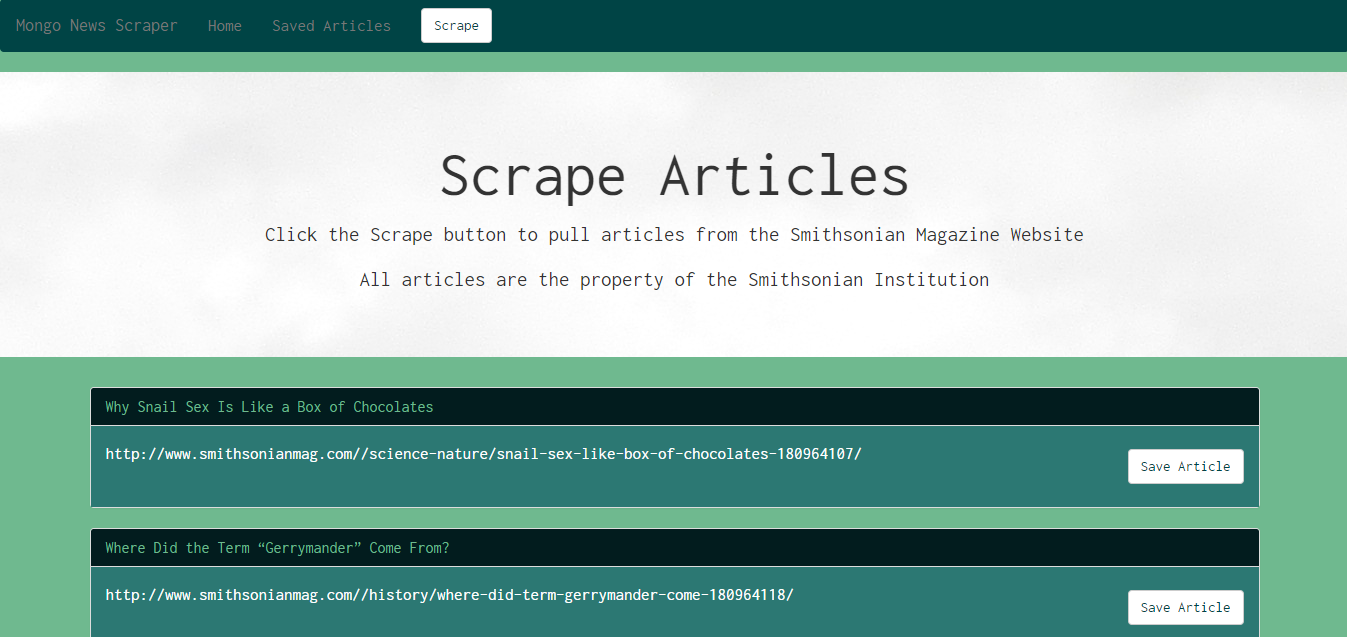 Mongo News Scraper Home Saved Articles Scrape
Scrape Articles
Click the Scrape button to pull articles from the Smithsonian Magazine Website
All articles are the property of the Smithsonian Institution
Why Snail Sex Is Like a Box of Chocolates
http://www.smithsonianmag.com//science-nature/snail-sex-like-box-of-chocolates-180964107/
Save Article
Where Did the Term “Gerrymander” Come From?
http://www.smithsonianmag.com//history/where-did-term-gerrymander-come-180964118/
Save Article